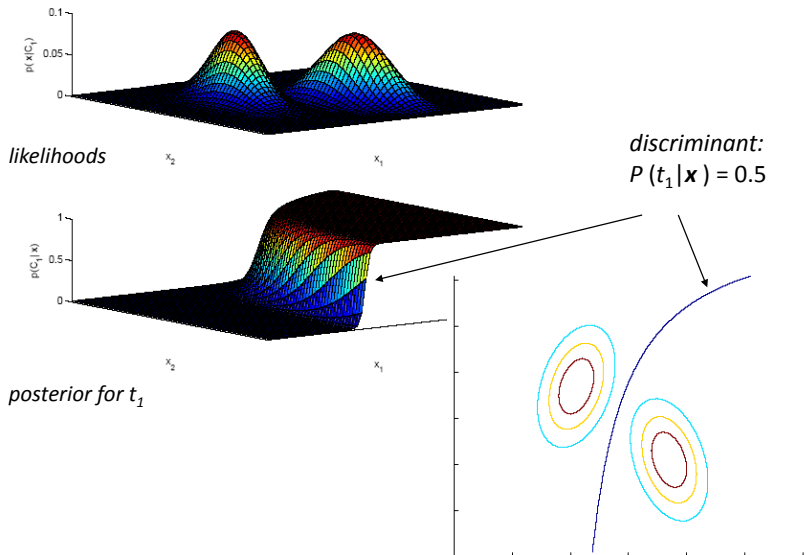 0.1
0.05
0
p( x|C₁)
x₂
x₁
likelihoods
discriminant:
P (t₁|x ) = 0.5
1
0.5
0
p(C₁| x)
x₂
x₁
posterior for t₁